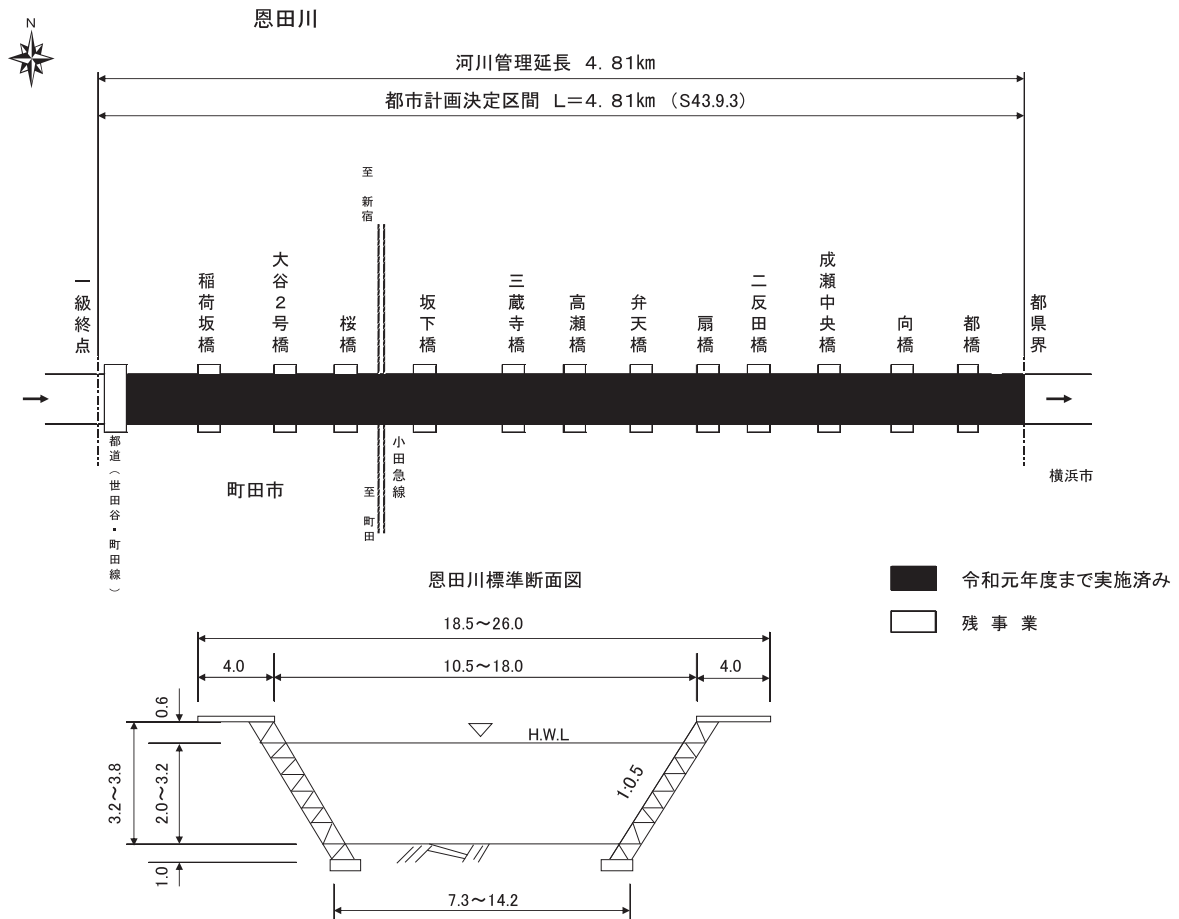 恩田川
N
河川管理延長 4.81km
都市計画決定区間 L=4.81km (S43.9.3)
至 新宿
一級終点
稲荷坂橋
大谷2号橋
桜橋
坂下橋
三蔵寺橋
高瀬橋
弁天橋
扇橋
二反田橋
成瀬中央橋
向橋
都橋
都県界
都道(世田谷・町田線)
町田市
至 町田
小田急線
横浜市
恩田川標準断面図
令和元年度まで実施済み
残事業
18.5~26.0
4.0
10.5~18.0
4.0
0.6
H.W.L
3.2~3.8
2.0~3.2
1:0.5
1.0
7.3~14.2